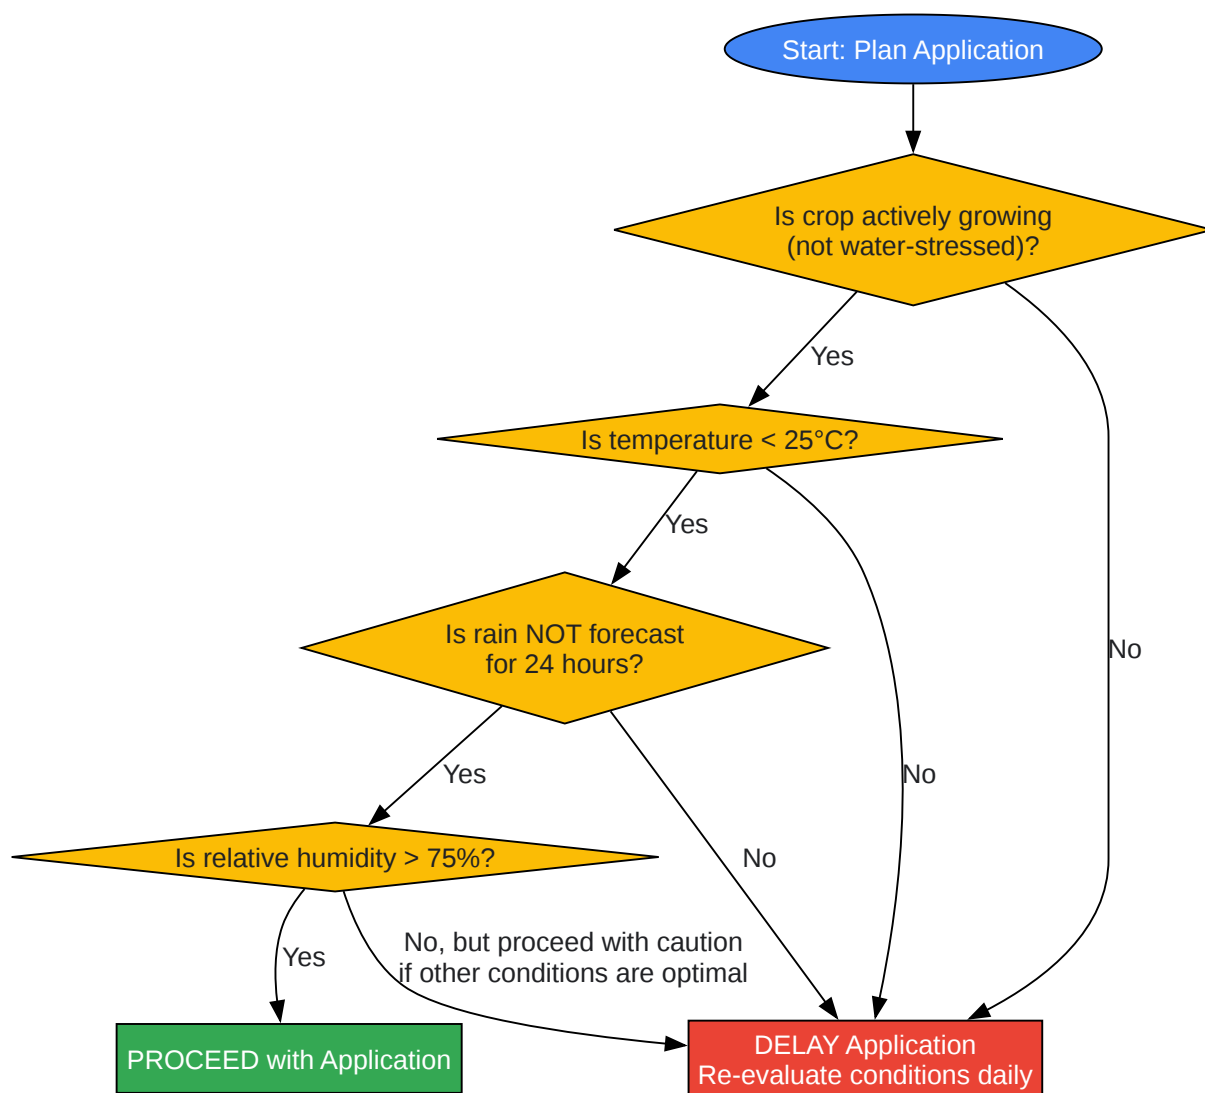 Start: Plan Application
Is crop actively growing
(not water-stressed)?
Yes
Is temperature < 25°C?
Yes
Is rain NOT forecast
for 24 hours?
No
Yes
No
Is relative humidity > 75%?
No
Yes
No, but proceed with caution
if other conditions are optimal
PROCEED with Application
DELAY Application
Re-evaluate conditions daily